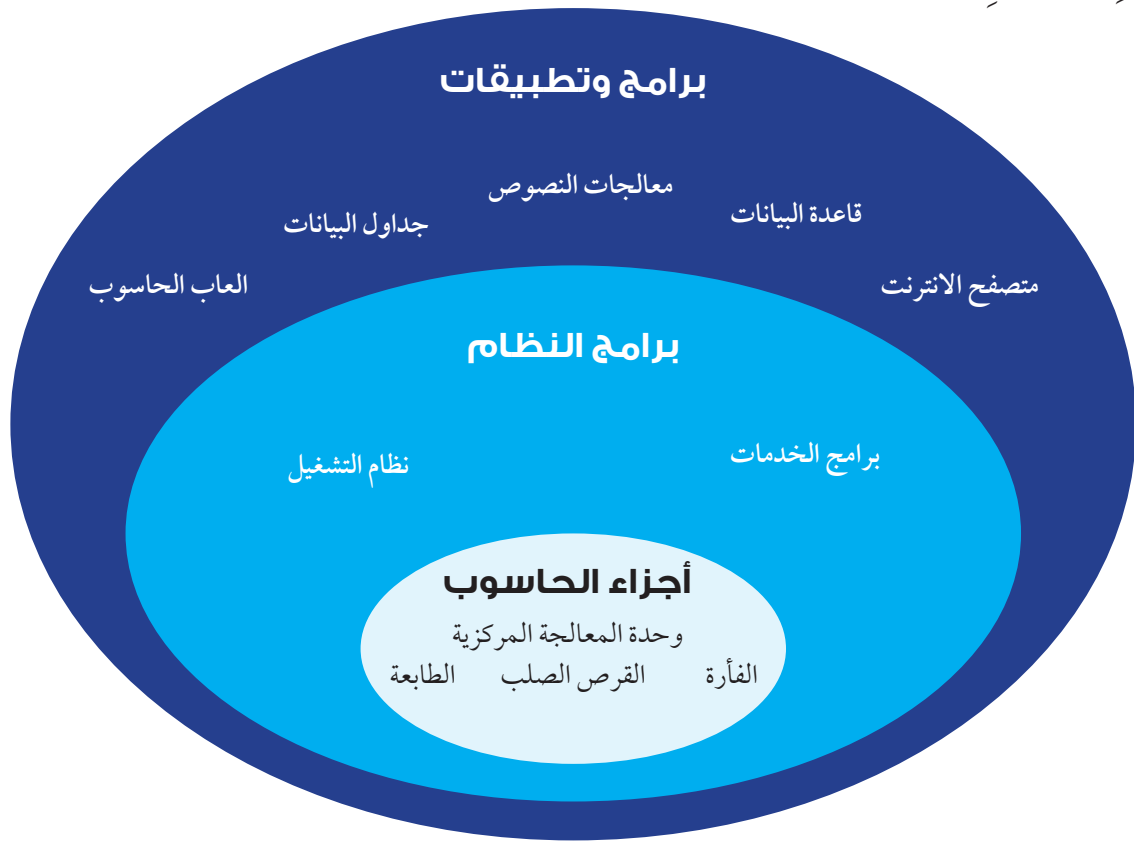 برامج وتطبيقات
معالجات النصوص
قاعدة البيانات
جداول البيانات
متصفح الانترنت
العاب الحاسوب
برامج النظام
برامج الخدمات
نظام التشغيل
أجزاء الحاسوب
وحدة المعالجة المركزية
الفأرة القرص الصلب الطابعة